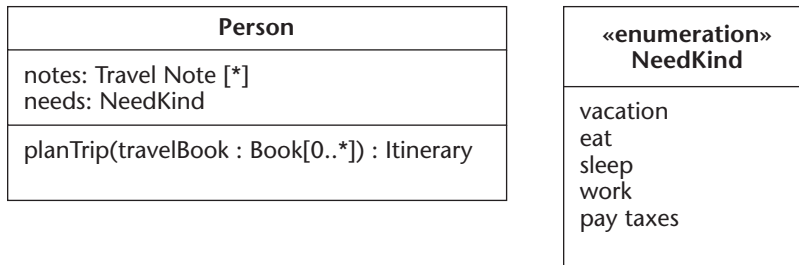 Person
notes: Travel Note [*]
needs: NeedKind
planTrip(travelBook : Book[0..*]) : Itinerary
«enumeration»
NeedKind
vacation
eat
sleep
work
pay taxes